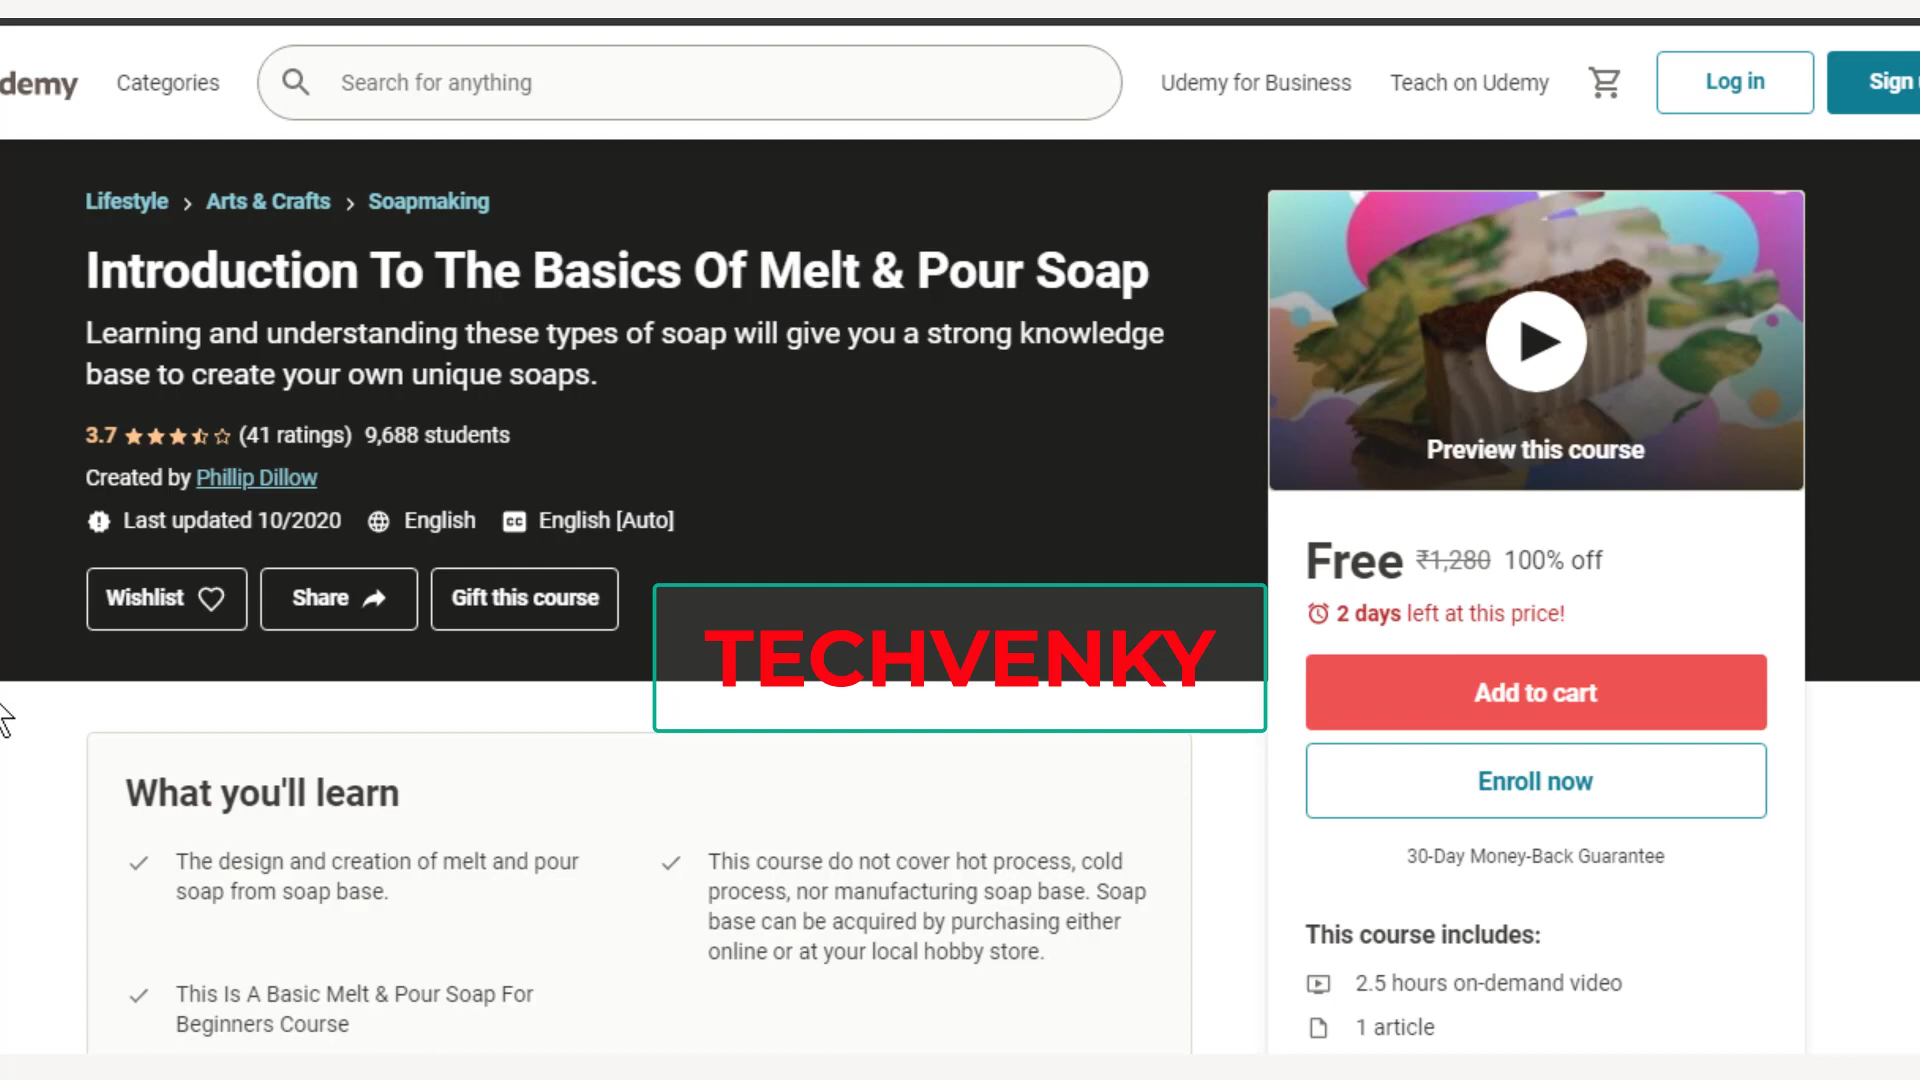 demy
Categories
Search for anything
Udemy for Business
Teach on Udemy
Log in
Sign
Lifestyle > Arts & Crafts > Soapmaking
Introduction To The Basics Of Melt & Pour Soap
Learning and understanding these types of soap will give you a strong knowledge
base to create your own unique soaps.
3.7 (41 ratings) 9,688 students
Created by Phillip Dillow
Last updated 10/2020 English CC English [Auto]
Wishlist
Share
Gift this course
TECHVENKY
Preview this course
Free ₹1,280 100% off
2 days left at this price!
Add to cart
Enroll now
30-Day Money-Back Guarantee
This course includes:
2.5 hours on-demand video
1 article
What you'll learn
The design and creation of melt and pour
soap from soap base.
This course do not cover hot process, cold
process, nor manufacturing soap base. Soap
base can be acquired by purchasing either
online or at your local hobby store.
This Is A Basic Melt & Pour Soap For
Beginners Course